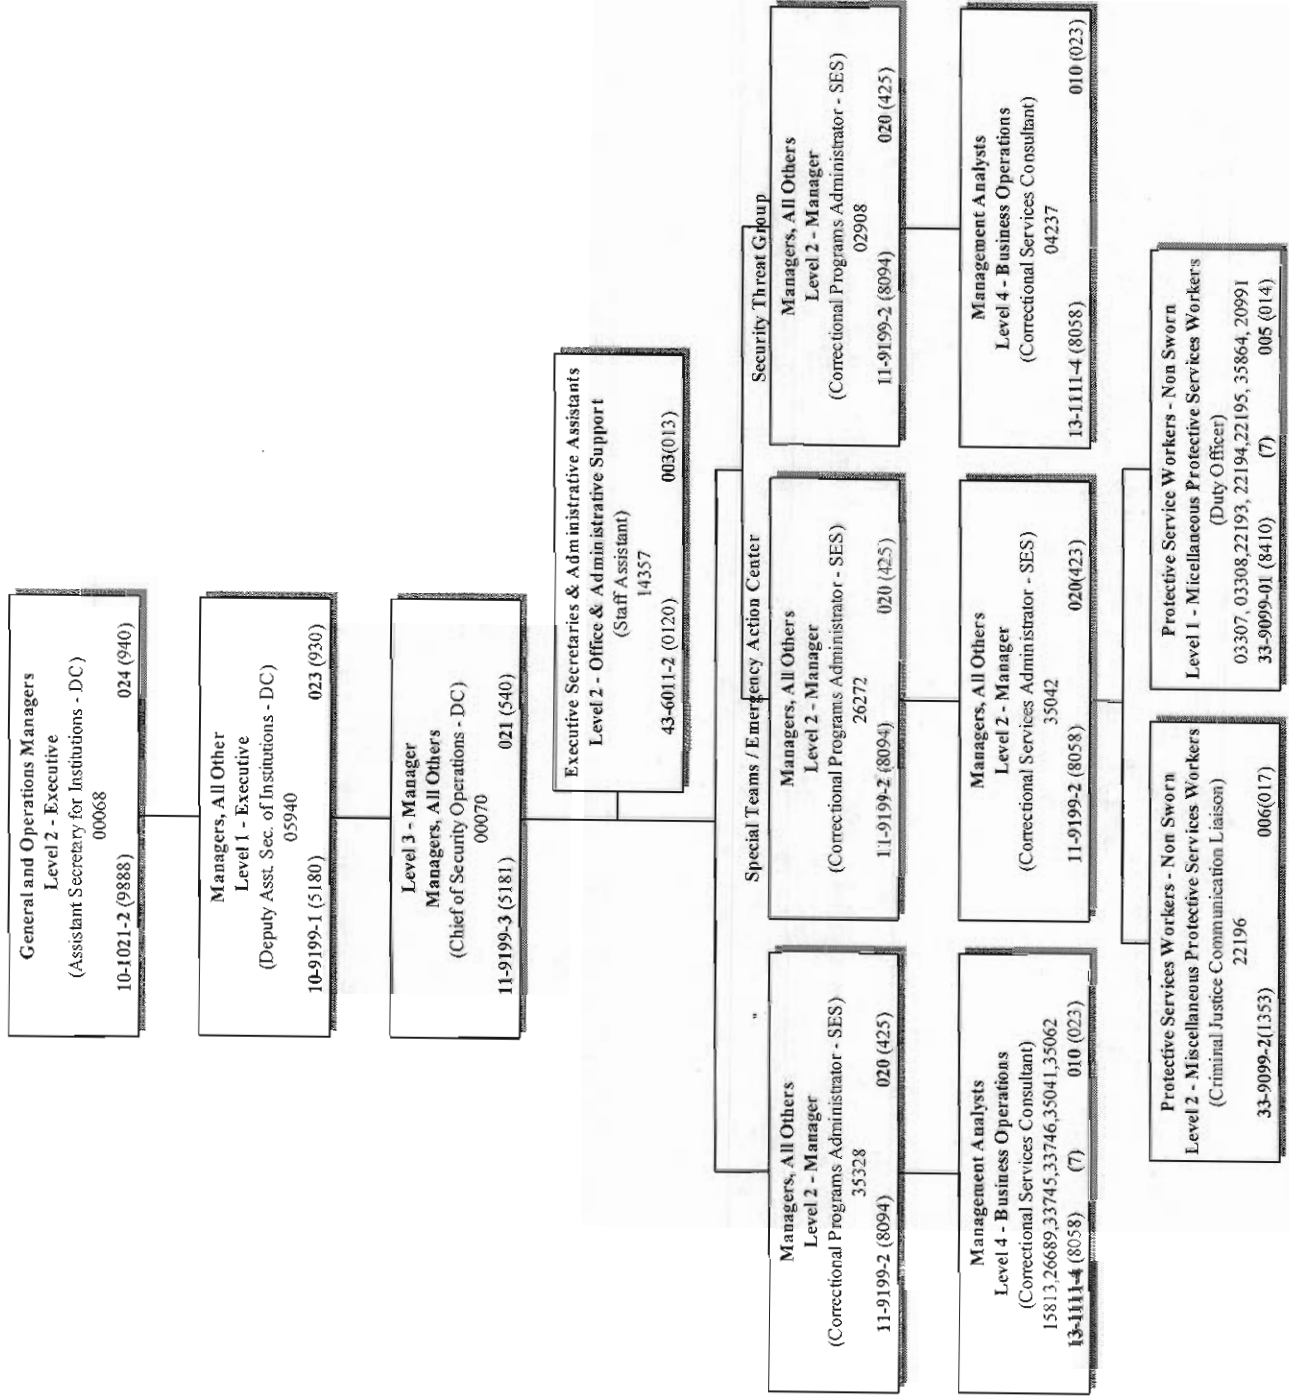 General and Operations Managers
Level 2 - Executive
(Assistant Secretary for Institutions - DC)
00068
10-1021-2 (9888) 024 (940)
Managers, All Other
Level 1 - Executive
(Deputy Asst. Sec. of Institutions - DC)
05940
10-9199-1 (5180) 023 (930)
Level 3 - Manager
Managers, All Others
(Chief of Security Operations - DC)
00070
11-9199-3 (5181) 021 (540)
Executive Secretaries & Administrative Assistants
Level 2 - Office & Administrative Support
(Staff Assistant)
14357
43-6011-2 (0120) 003(013)
Managers, All Others
Level 2 - Manager
(Correctional Programs Administrator - SES)
35328
11-9199-2 (8094) 020 (425)
Special Teams / Emergency Action Center
Managers, All Others
Level 2 - Manager
(Correctional Programs Administrator - SES)
26272
11-9199-2 (8094) 020 (425)
Security Threat Group
Managers, All Others
Level 2 - Manager
(Correctional Programs Administrator - SES)
02908
11-9199-2 (8094) 020 (425)
Management Analysts
Level 4 - Business Operations
(Correctional Services Consultant)
15813,26689,33745,33746,35041,35062
13-1111-4 (8058) (7) 010 (023)
Managers, All Others
Level 2 - Manager
(Correctional Services Administrator - SES)
35042
11-9199-2 (8058) 020(423)
Management Analysts
Level 4 - Business Operations
(Correctional Services Consultant)
04237
13-1111-4 (8058) 010 (023)
Protective Services Workers - Non Sworn
Level 2 - Miscellaneous Protective Services Workers
(Criminal Justice Communication Liaison)
22196
33-9099-2(1353) 006(017)
Protective Service Workers - Non Sworn
Level 1 - Micellaneous Protective Services Workers
(Duty Officer)
03307, 03308,22193, 22194,22195, 35864, 20991
33-9099-01 (8410) (7) 005 (014)